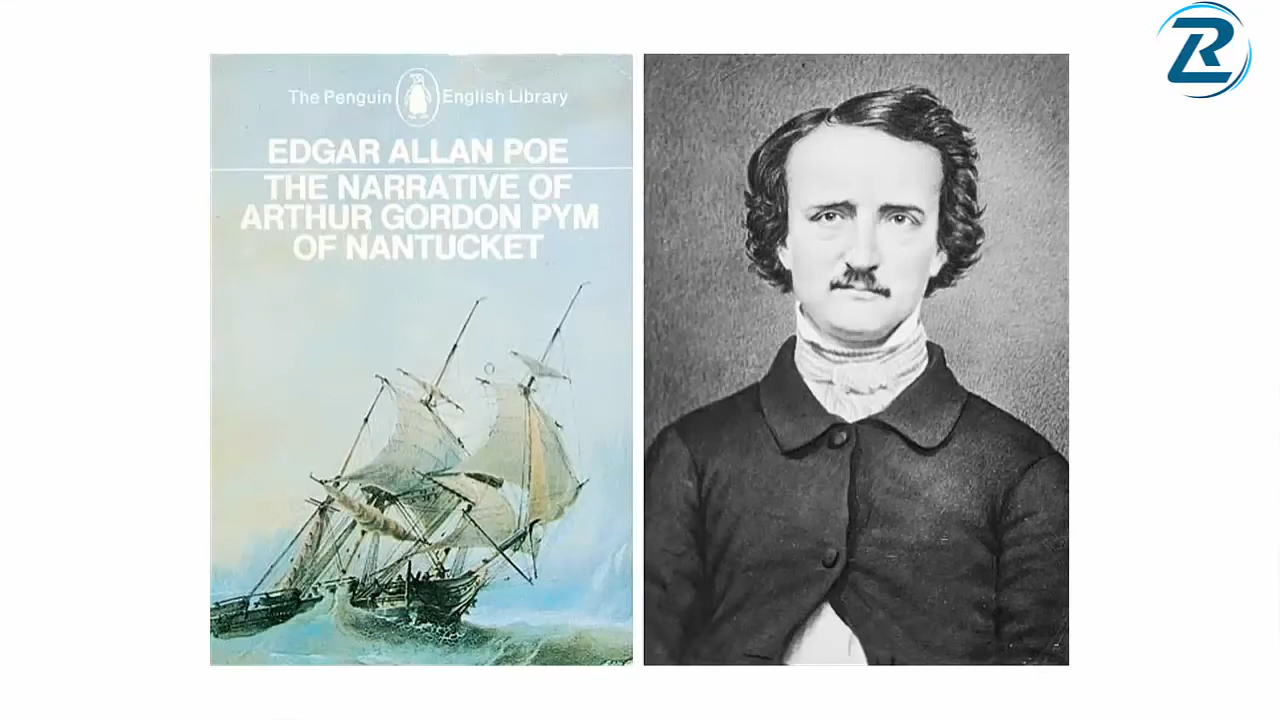 The Penguin English Library
EDGAR ALLAN POE
THE NARRATIVE OF
ARTHUR GORDON PYM
OF NANTUCKET